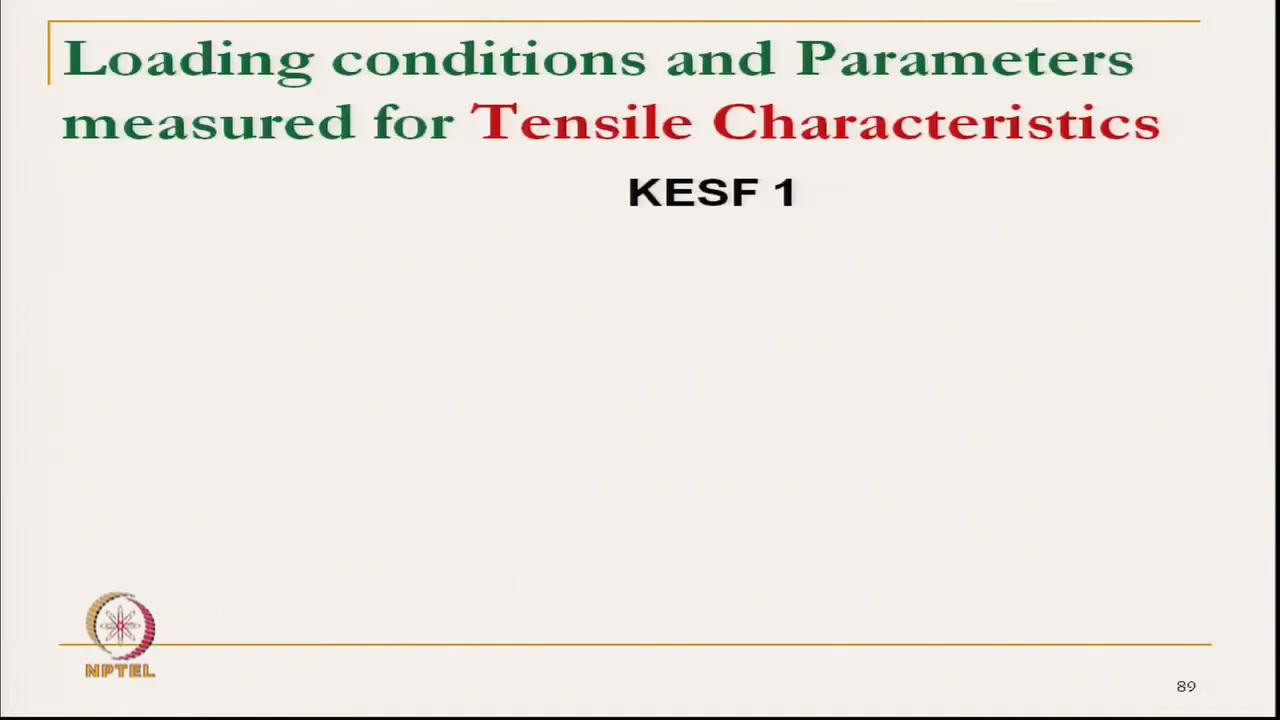 Loading conditions and Parameters
measured for Tensile Characteristics
KESF 1
NPTEL
89